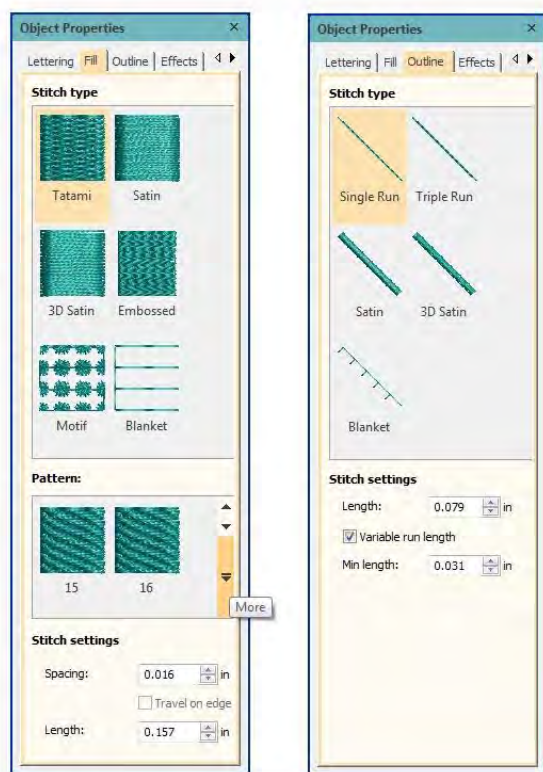 Object Properties ×
Lettering Fill Outline Effects
Stitch type
Tatami Satin
3D Satin Embossed
Motif Blanket
Pattern:
15 16
More
Stitch settings
Spacing: 0.016 in
Travel on edge
Length: 0.157 in
Object Properties ×
Lettering Fill Outline Effects
Stitch type
Single Run Triple Run
Satin 3D Satin
Blanket
Stitch settings
Length: 0.079 in
Variable run length
Min length: 0.031 in